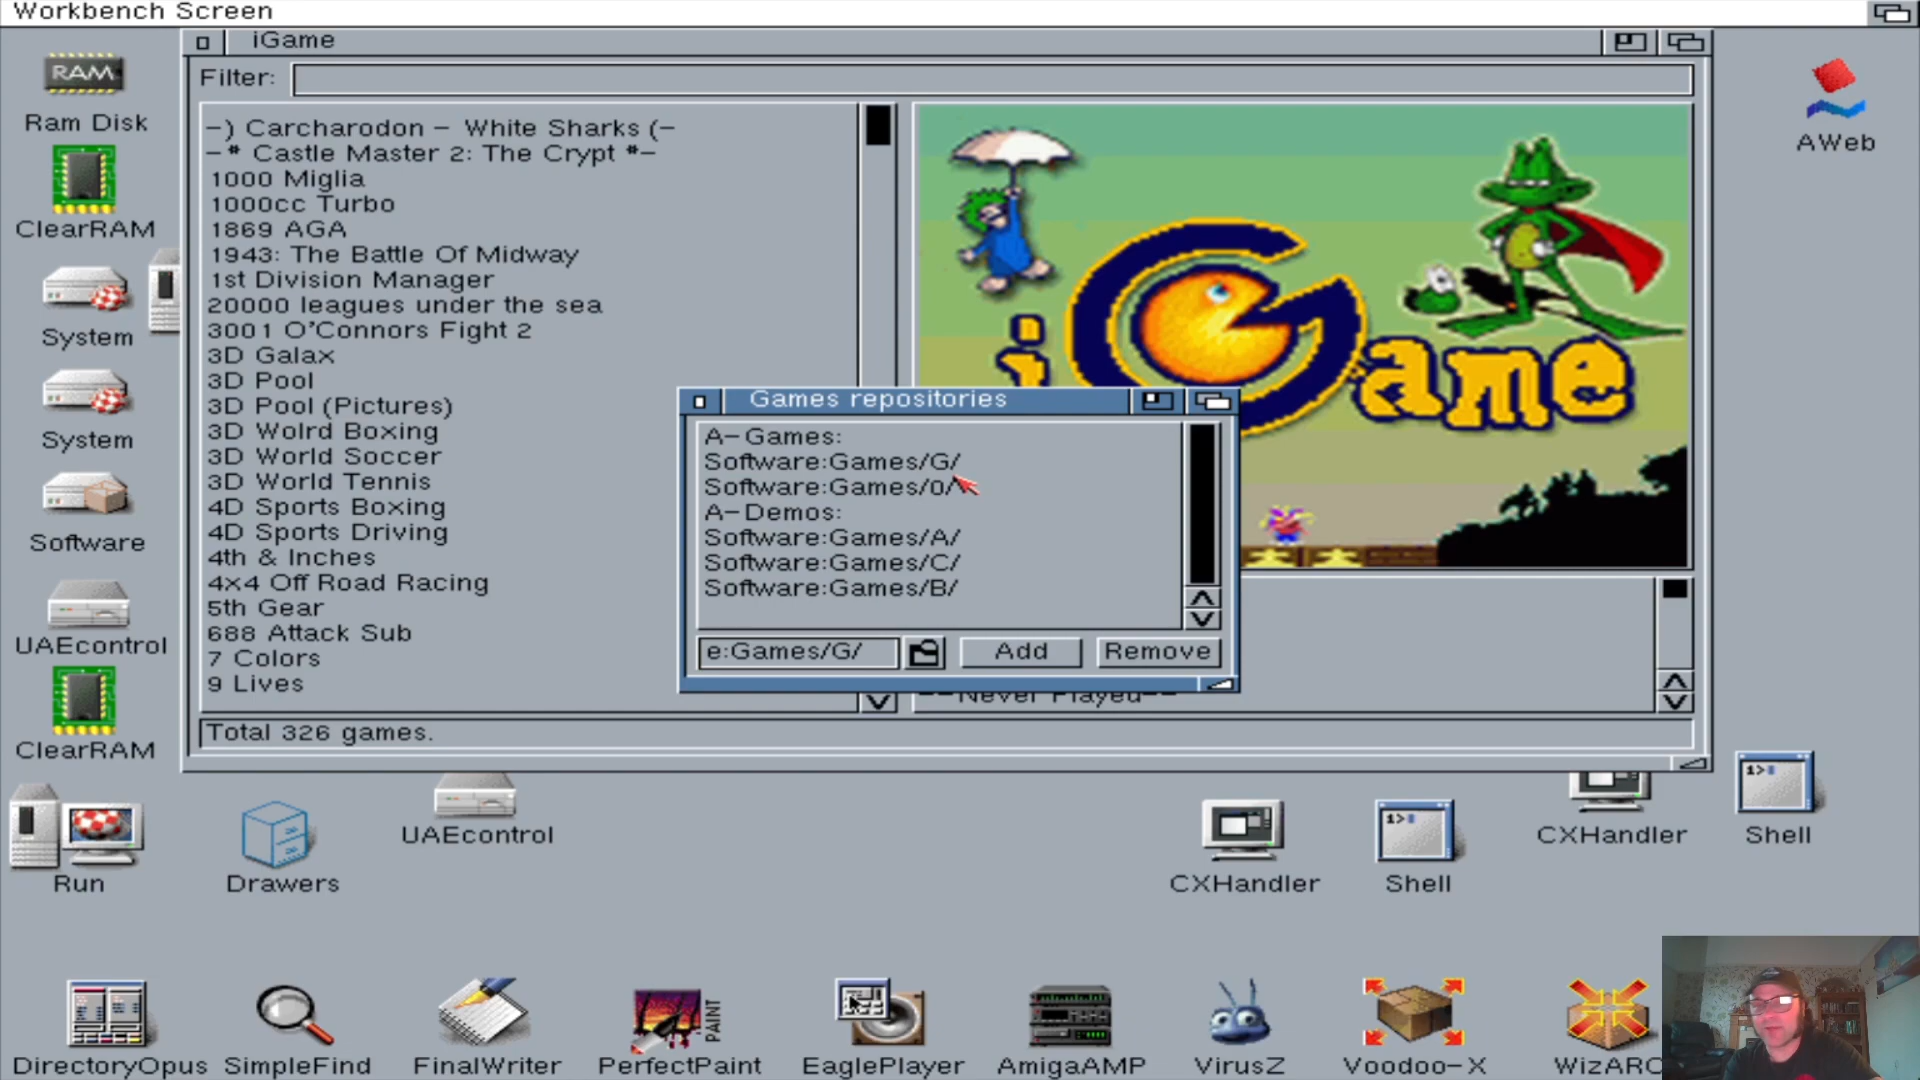 Workbench Screen
iGame
Filter:
RAM
Ram Disk
ClearRAM
System
System
Software
UAEcontrol
ClearRAM
Run
-) Carcharodon - White Sharks (-
-* Castle Master 2: The Crypt *-
1000 Miglia
1000cc Turbo
1869 AGA
1943: The Battle Of Midway
1st Division Manager
20000 leagues under the sea
3001 O'Connors Fight 2
3D Galax
3D Pool
3D Pool (Pictures)
3D Wolrd Boxing
3D World Soccer
3D World Tennis
4D Sports Boxing
4D Sports Driving
4th & Inches
4x4 Off Road Racing
5th Gear
688 Attack Sub
7 Colors
9 Lives
Total 326 games.
iGame
Games repositories
A-Games:
Software:Games/G/
Software:Games/0/
A-Demos:
Software:Games/A/
Software:Games/C/
Software:Games/B/
e:Games/G/
Add
Remove
--Never Played--
AWeb
Drawers
UAEcontrol
CXHandler
1>
Shell
CXHandler
1>
Shell
DirectoryOpus
SimpleFind
FinalWriter
PAINT
PerfectPaint
EaglePlayer
AmigaAMP
VirusZ
Voodoo-X
WizARC